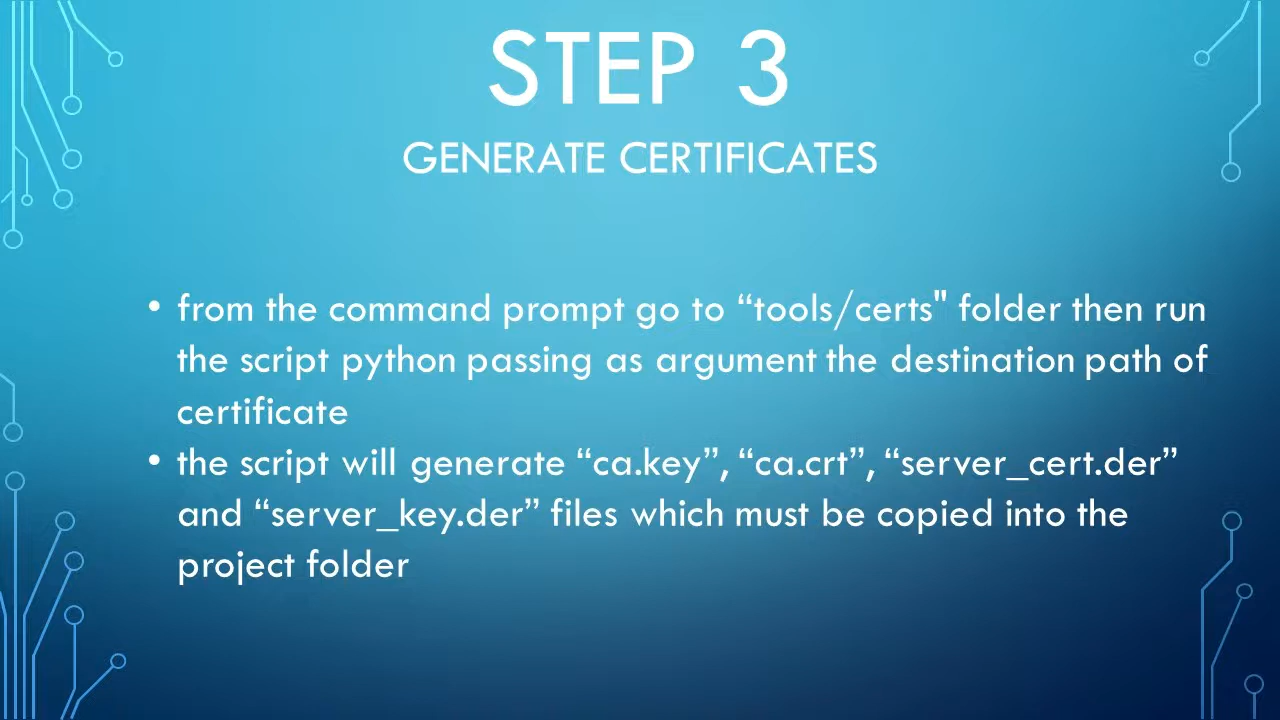 STEP 3
GENERATE CERTIFICATES
• from the command prompt go to “tools/certs" folder then run
the script python passing as argument the destination path of
certificate
• the script will generate “ca.key”, “ca.crt”, “server_cert.der”
and “server_key.der” files which must be copied into the
project folder